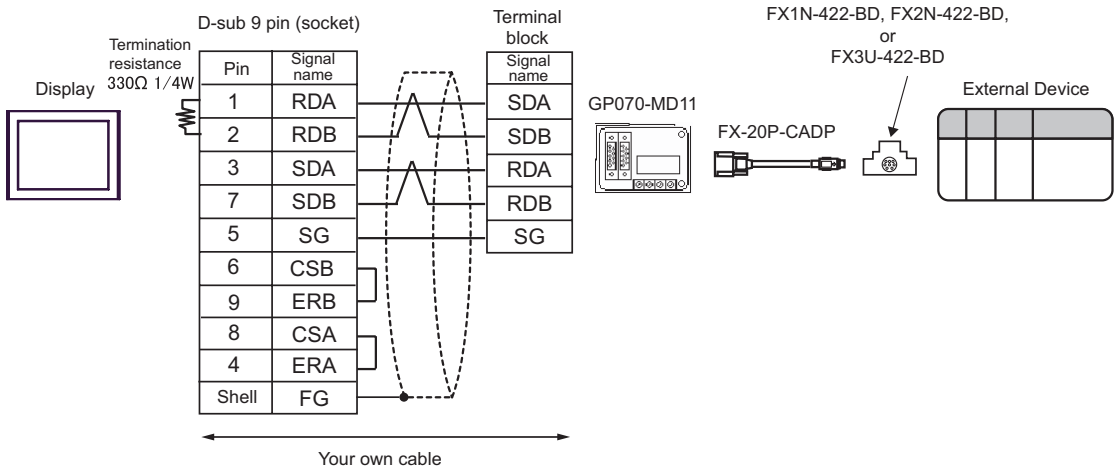 D-sub 9 pin (socket)
Terminal
block
FX1N-422-BD, FX2N-422-BD,
or
FX3U-422-BD
Termination
resistance
330Ω 1/4W
Display
Pin Signal name
1 RDA
2 RDB
3 SDA
7 SDB
5 SG
6 CSB
9 ERB
8 CSA
4 ERA
Shell FG
Signal
name
SDA
SDB
RDA
RDB
SG
GP070-MD11
FX-20P-CADP
External Device
Your own cable